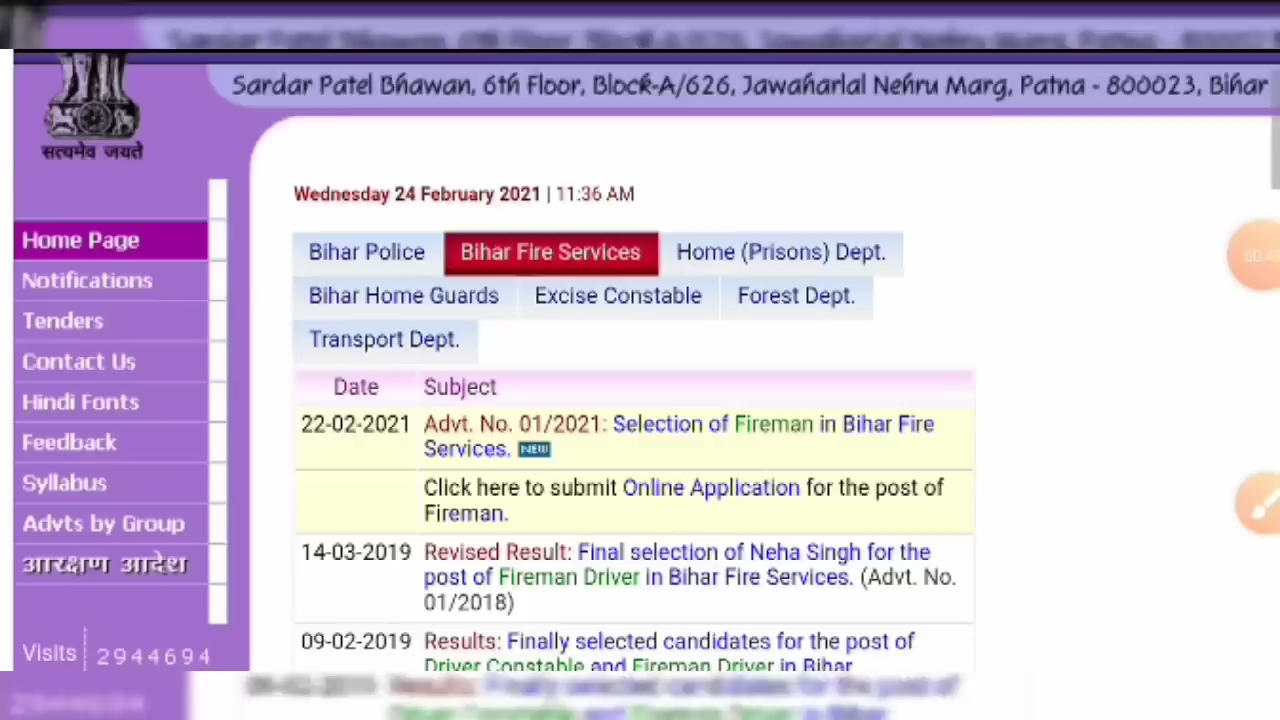 Sardar Patel Bhawan, 6th Floor, Block-A/626, Jawaharlal Nehru Marg, Patna - 800023, Bihar
सत्यमेव जयते
Wednesday 24 February 2021 | 11:36 AM
Home Page
Notifications
Tenders
Contact Us
Hindi Fonts
Feedback
Syllabus
Advts by Group
आरक्षण आदेश
Visits 2944694
Bihar Police Bihar Fire Services Home (Prisons) Dept.
Bihar Home Guards Excise Constable Forest Dept.
Transport Dept.
Date Subject
22-02-2021 Advt. No. 01/2021: Selection of Fireman in Bihar Fire
Services. NEW
Click here to submit Online Application for the post of
Fireman.
14-03-2019 Revised Result: Final selection of Neha Singh for the
post of Fireman Driver in Bihar Fire Services. (Advt. No.
01/2018)
09-02-2019 Results: Finally selected candidates for the post of
Driver Constable and Fireman Driver in Bihar